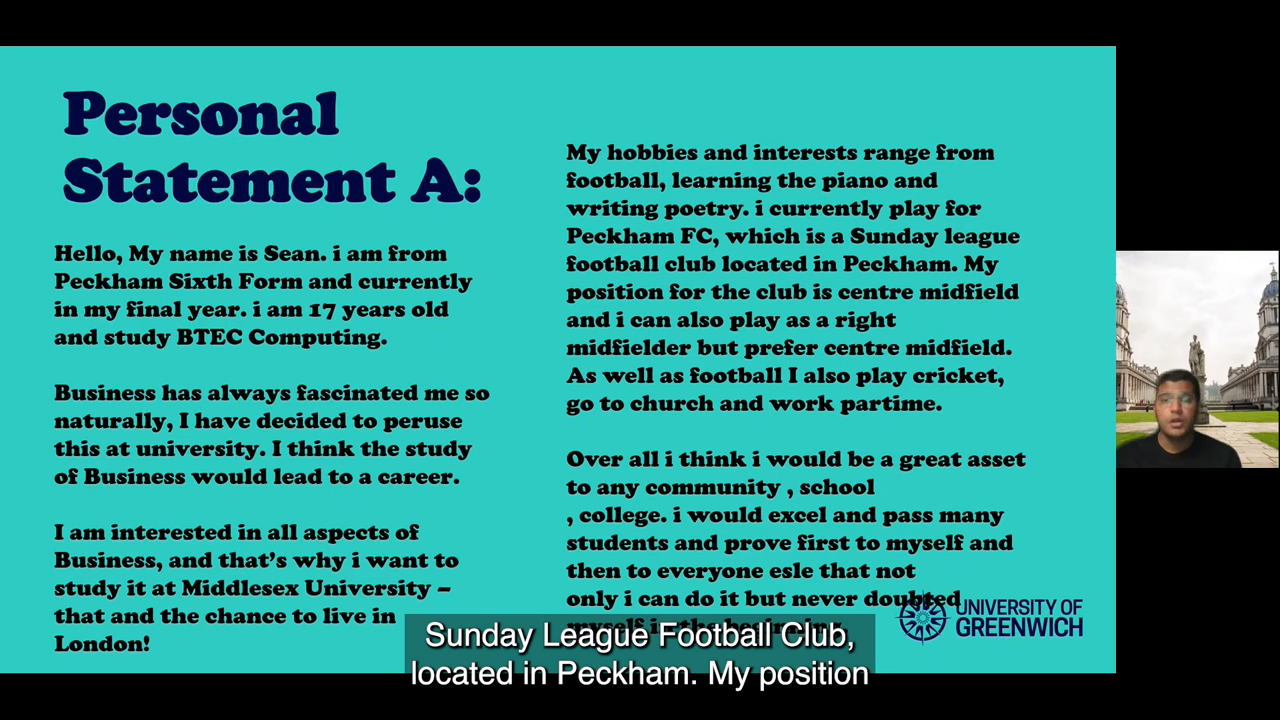 Personal
Statement A:
Hello, My name is Sean. i am from
Peckham Sixth Form and currently
in my final year. i am 17 years old
and study BTEC Computing.
Business has always fascinated me so
naturally, I have decided to peruse
this at university. I think the study
of Business would lead to a career.
I am interested in all aspects of
Business, and that's why i want to
study it at Middlesex University –
that and the chance to live in
London!
My hobbies and interests range from
football, learning the piano and
writing poetry. i currently play for
Peckham FC, which is a Sunday league
football club located in Peckham. My
position for the club is centre midfield
and i can also play as a right
midfielder but prefer centre midfield.
As well as football I also play cricket,
go to church and work partime.
Over all i think i would be a great asset
to any community , school
, college. i would excel and pass many
students and prove first to myself and
then to everyone esle that not
only i can do it but never doubted
myself in the beginning.
UNIVERSITY OF
GREENWICH
Sunday League Football Club,
located in Peckham. My position